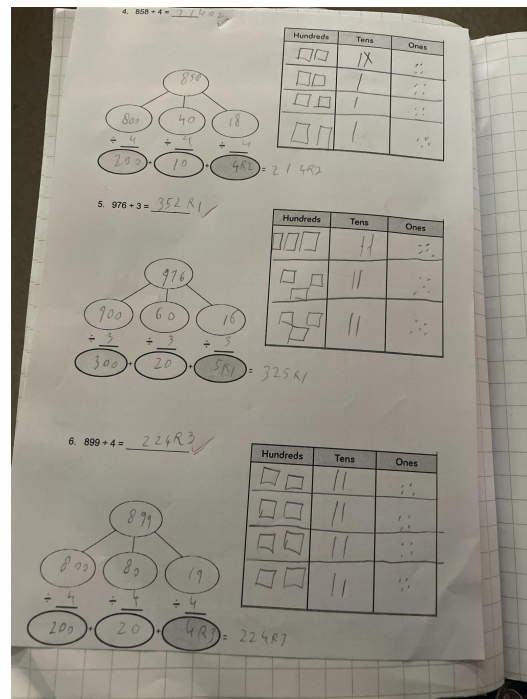 4. 858 ÷ 4 = 214R2
Hundreds Tens Ones
858
800 40 18
÷ 4 ÷ 4 ÷ 4
200 + 10 + 4R2 = 214R2
5. 976 ÷ 3 = 352R1
Hundreds Tens Ones
976
900 60 16
÷ 3 ÷ 3 ÷ 3
300 + 20 + 5R1 = 325R1
6. 899 ÷ 4 = 224R3
Hundreds Tens Ones
899
800 80 19
÷ 4 ÷ 4 ÷ 4
200 + 20 + 4R3 = 224R3